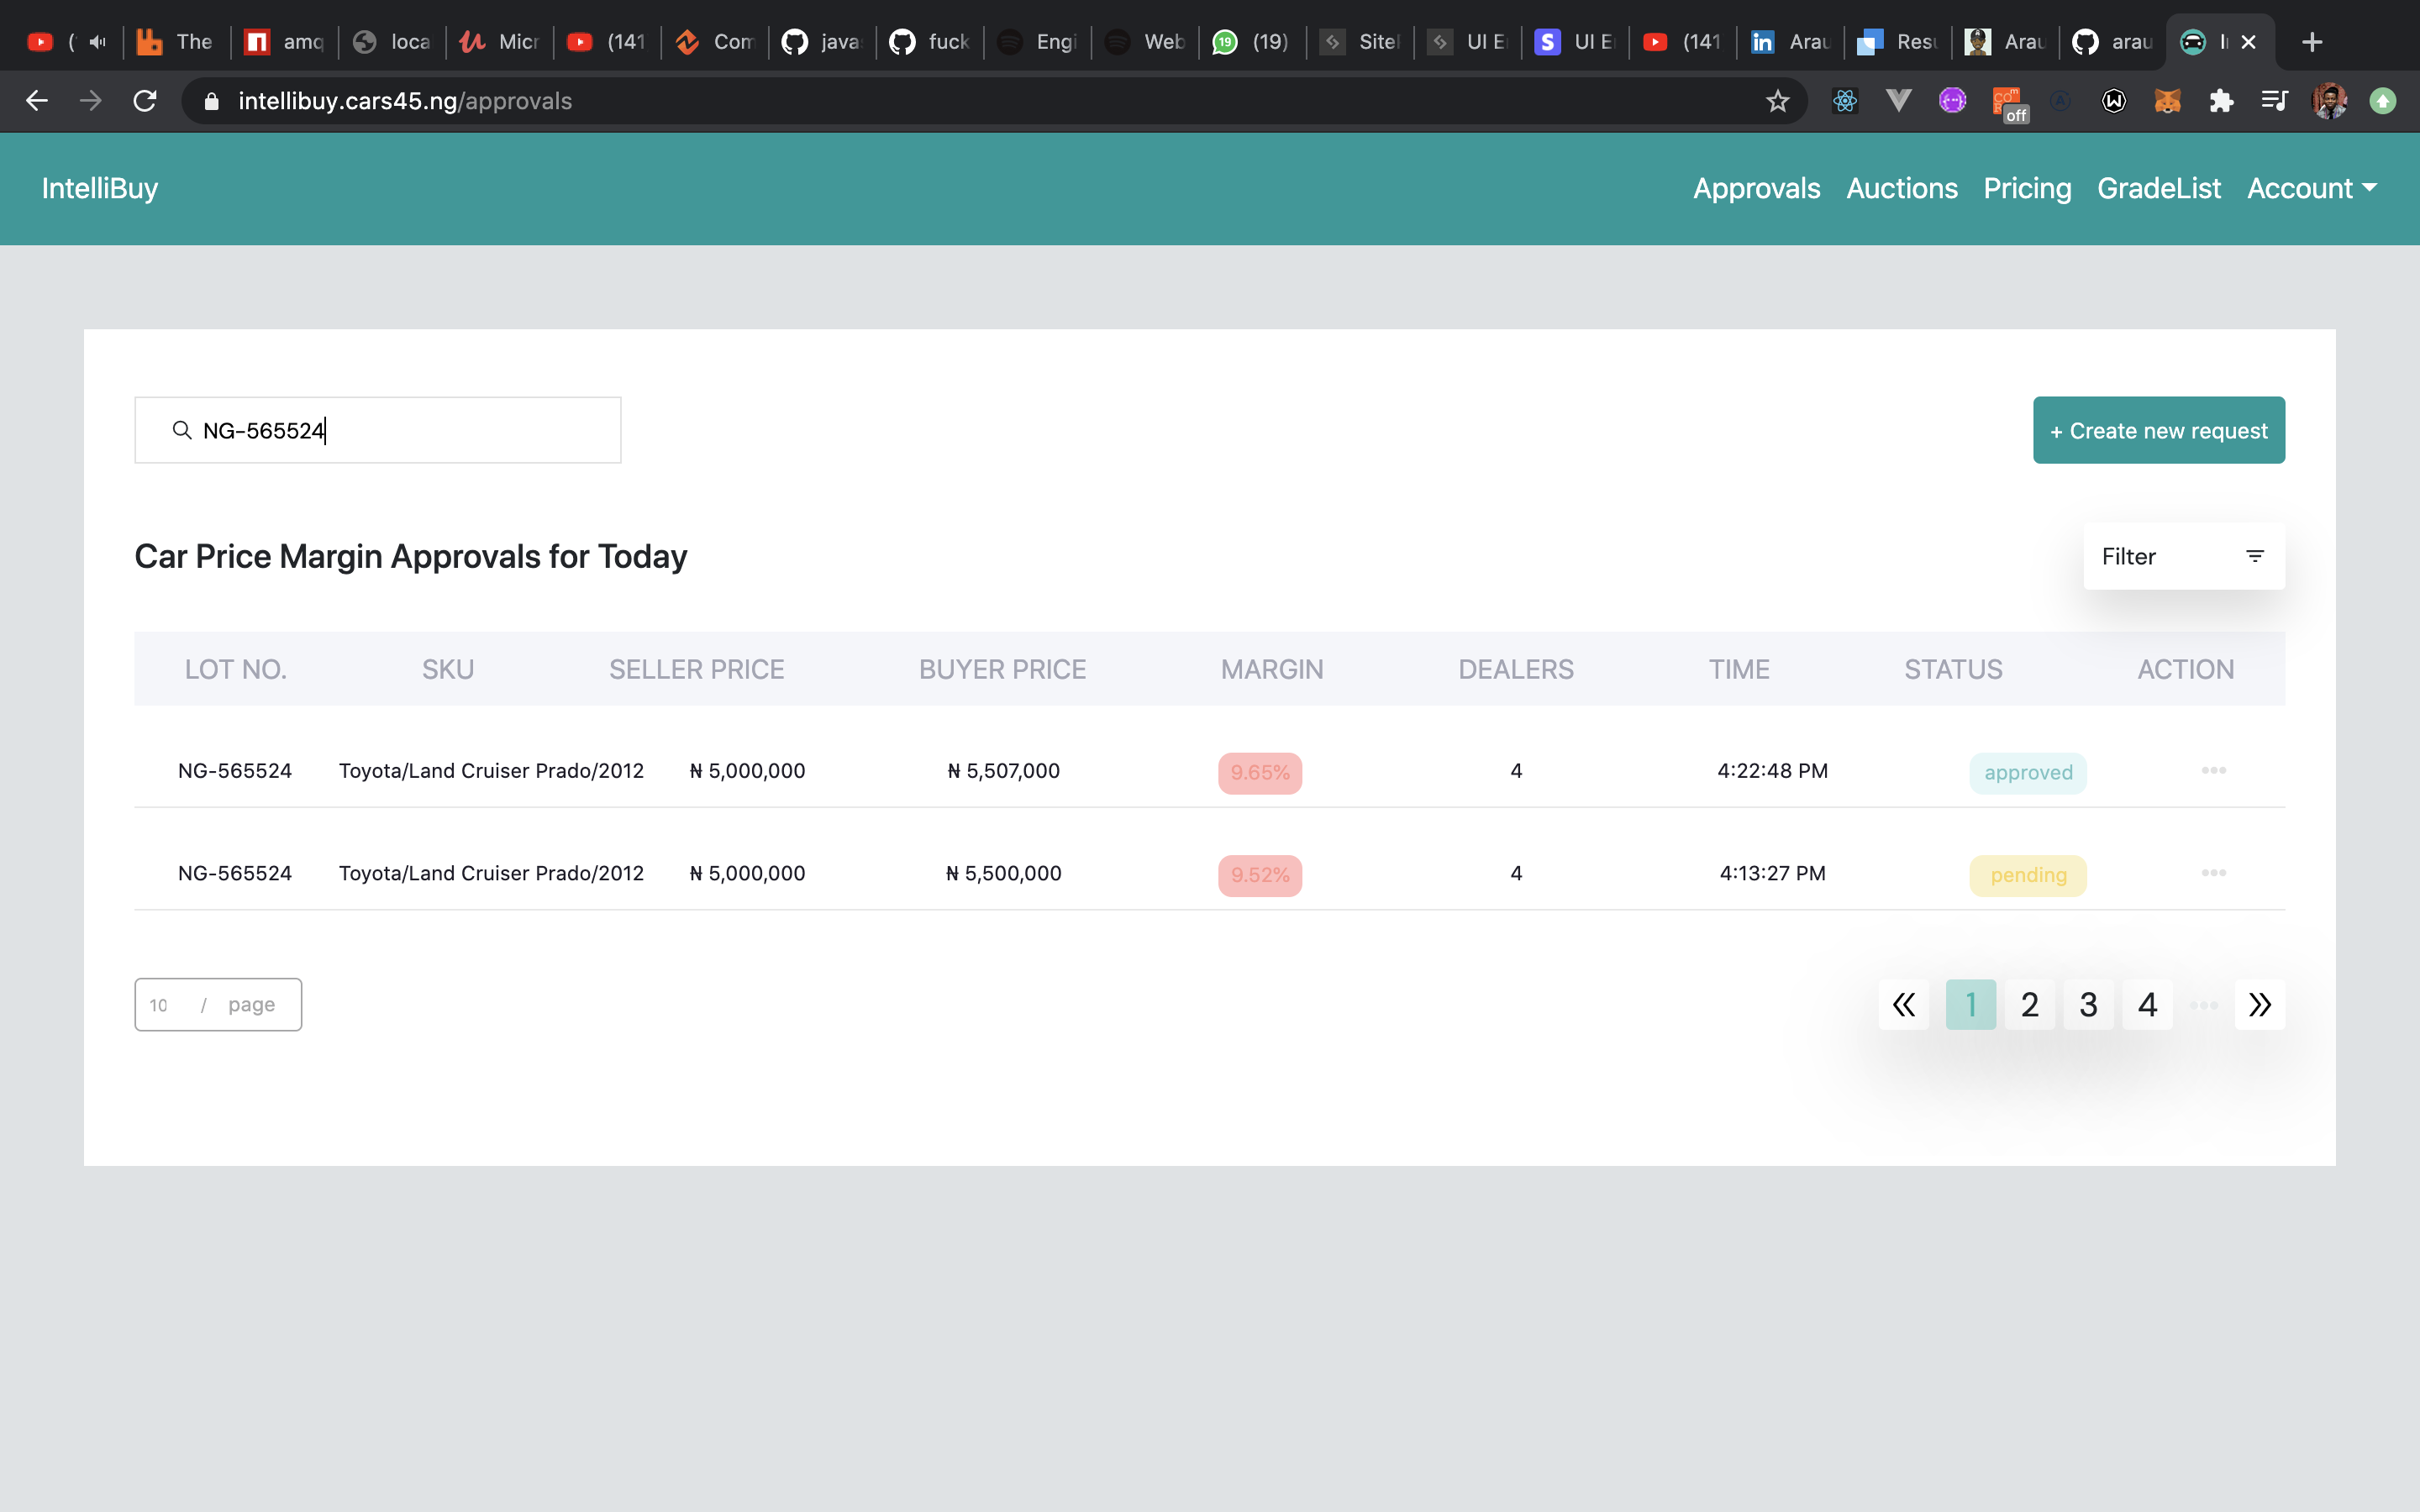 ( The amq loca Micr (141 Com java fuck Engi Web (19) Site UI E UI E (141 Arau Resu Arau arau
intellibuy.cars45.ng/approvals off
IntelliBuy Approvals Auctions Pricing GradeList Account
NG-565524 + Create new request
Car Price Margin Approvals for Today Filter
LOT NO. SKU SELLER PRICE BUYER PRICE MARGIN DEALERS TIME STATUS ACTION
NG-565524 Toyota/Land Cruiser Prado/2012 ₦ 5,000,000 ₦ 5,507,000 9.65% 4 4:22:48 PM approved •••
NG-565524 Toyota/Land Cruiser Prado/2012 ₦ 5,000,000 ₦ 5,500,000 9.52% 4 4:13:27 PM pending •••
10 / page « 1 2 3 4 ••• »